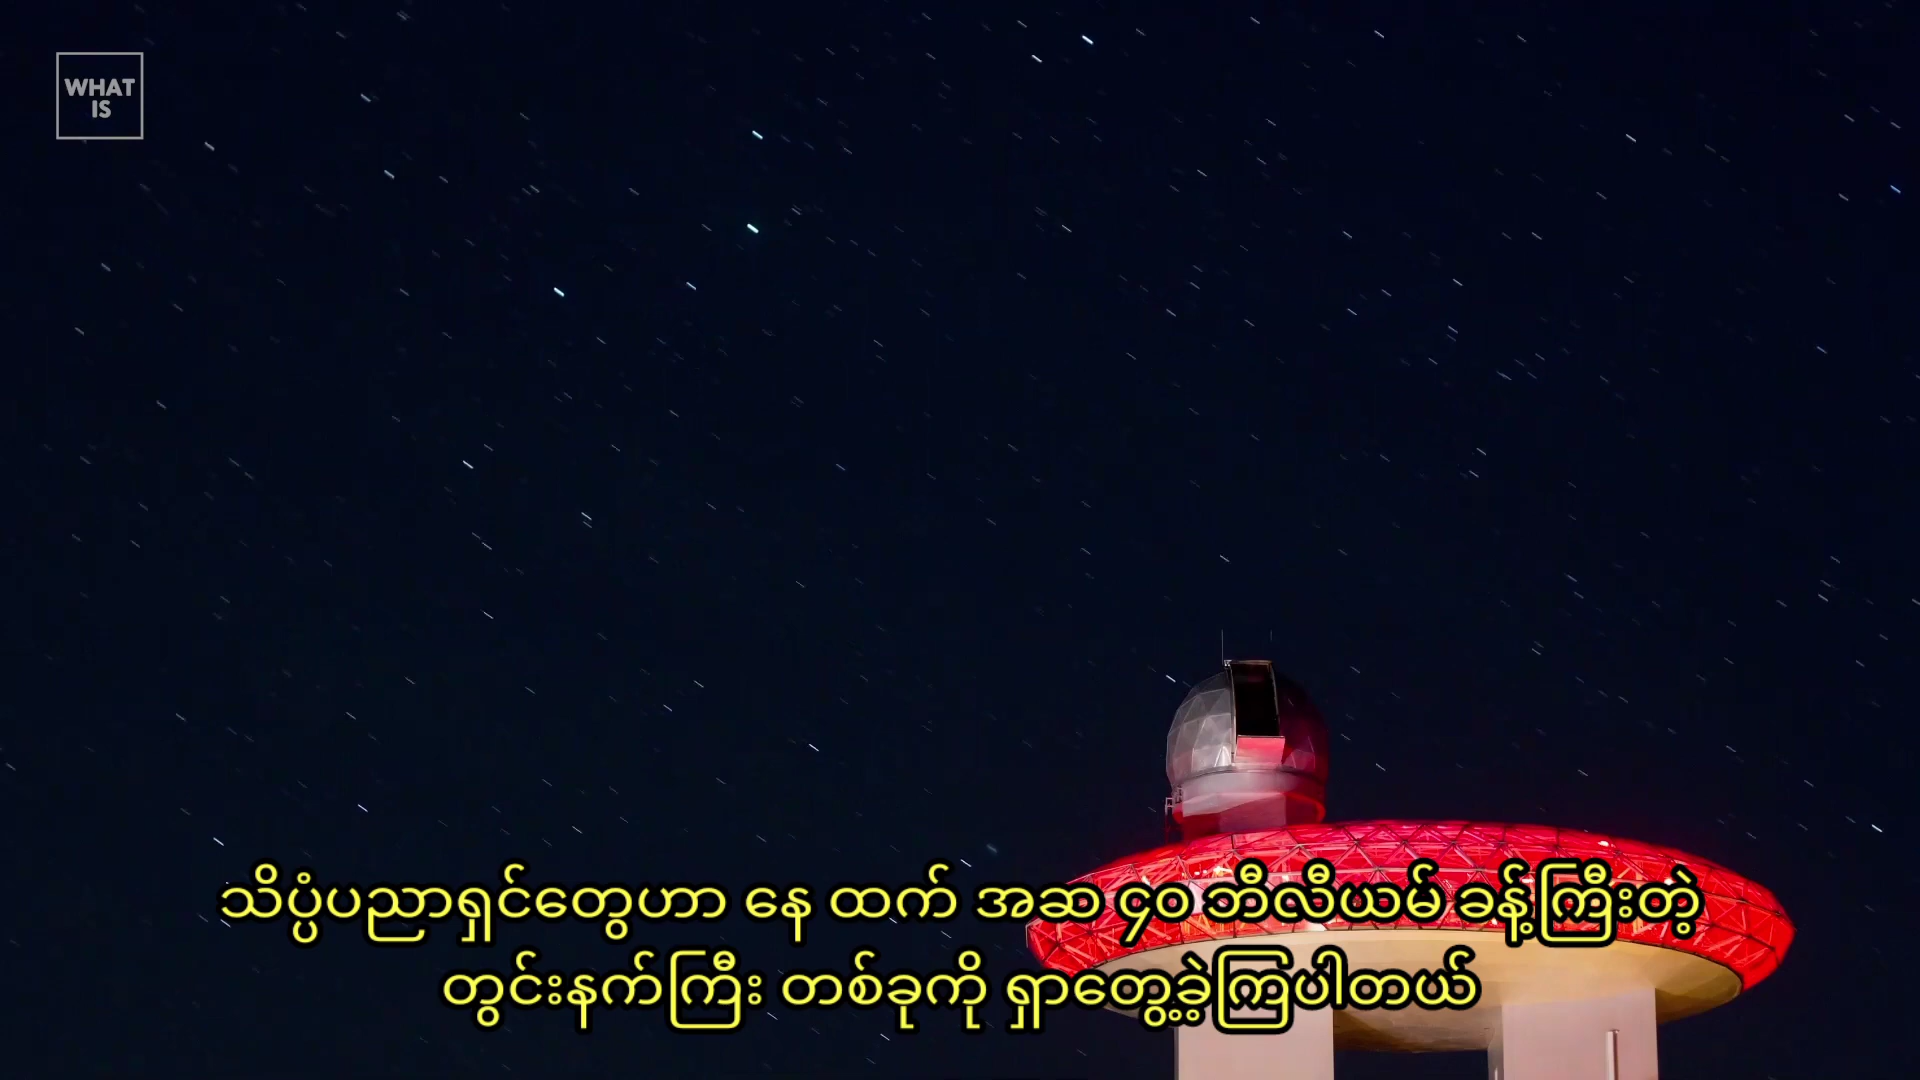 WHAT
IS
သိပ္ပံပညာရှင်တွေဟာ နေ ထက် အဆ ၄၀ ဘီလီယမ် ခန့်ကြီးတဲ့
တွင်းနက်ကြီး တစ်ခုကို ရှာတွေ့ခဲ့ကြပါတယ်